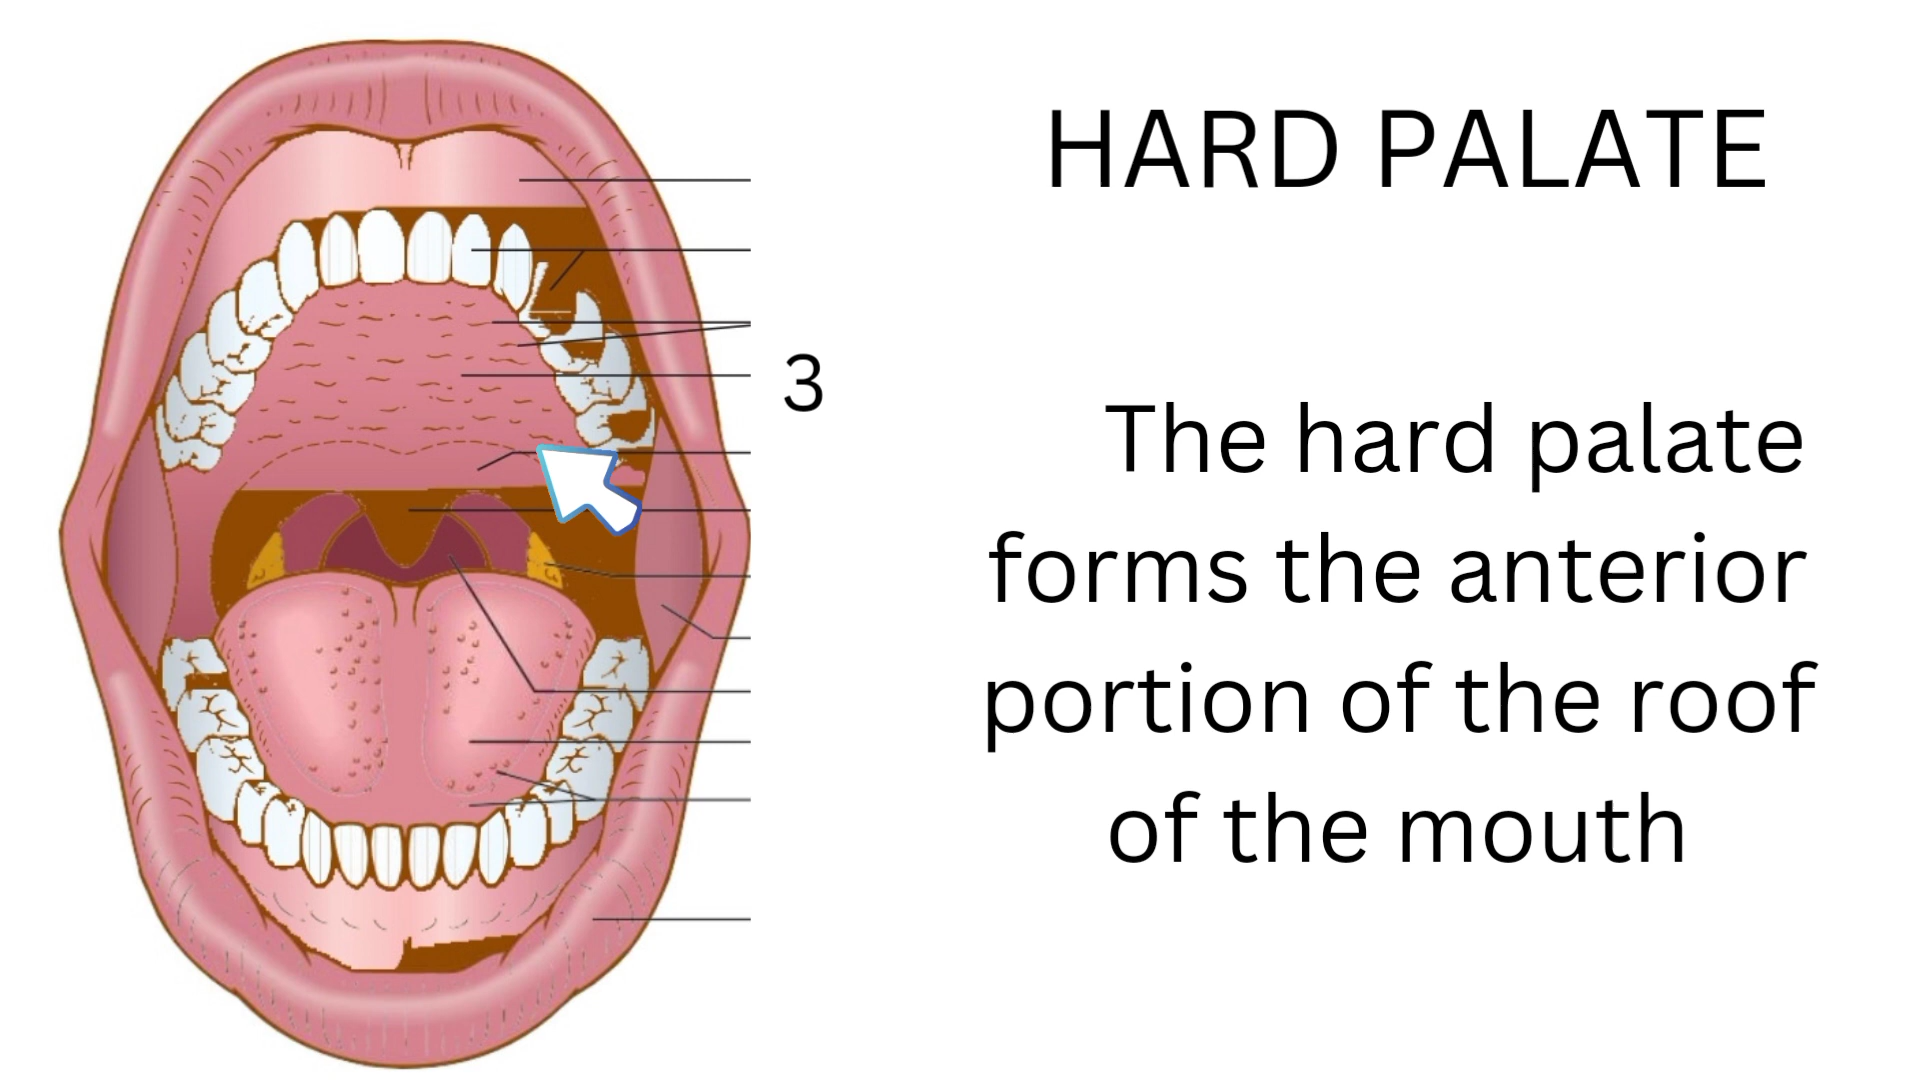 HARD PALATE
3
The hard palate
forms the anterior
portion of the roof
of the mouth